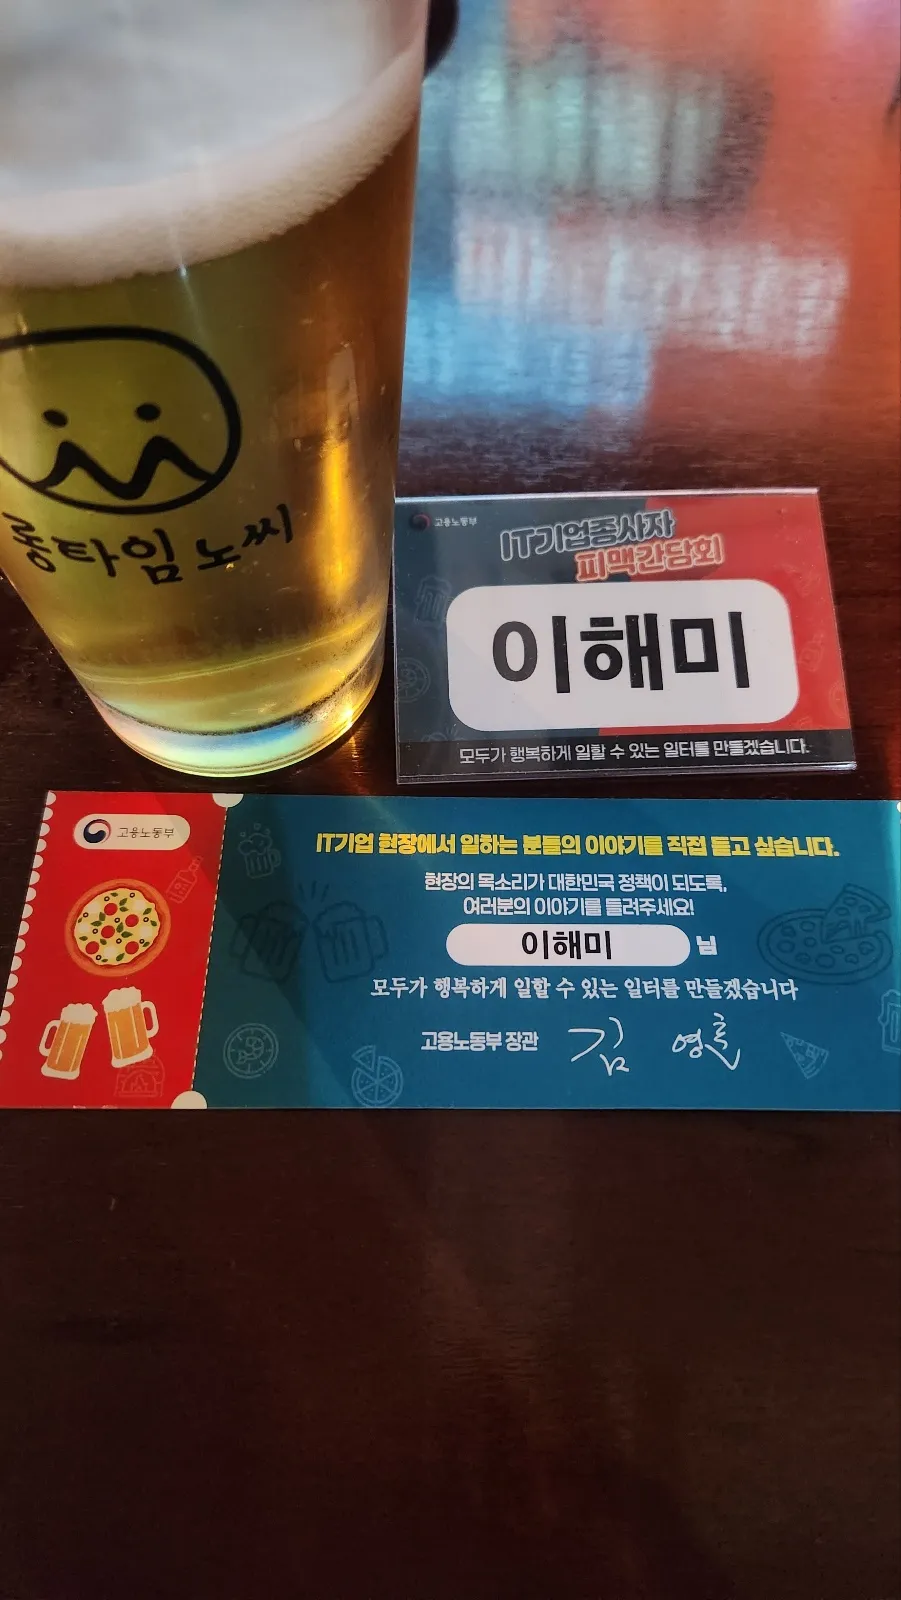 롱타임노씨
고용노동부
IT기업종사자
피맥간담회
이해미
모두가 행복하게 일할 수 있는 일터를 만들겠습니다.
고용노동부
IT기업 현장에서 일하는 분들의 이야기를 직접 듣고 싶습니다.
현장의 목소리가 대한민국 정책이 되도록,
여러분의 이야기를 들려주세요!
이해미 님
모두가 행복하게 일할 수 있는 일터를 만들겠습니다
고용노동부 장관 김영훈